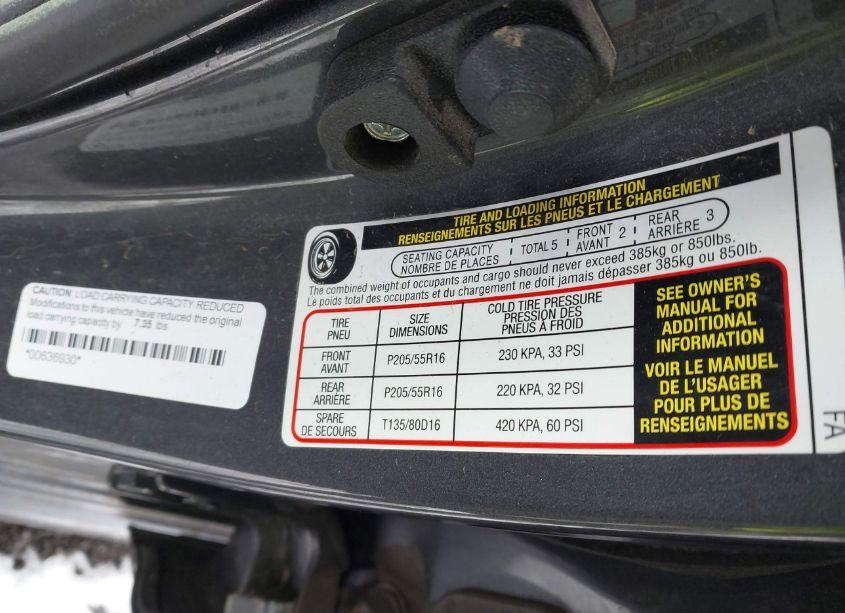 TIRE AND LOADING INFORMATION
RENSEIGNEMENTS SUR LES PNEUS ET LE CHARGEMENT
SEATING CAPACITY
NOMBRE DE PLACES
TOTAL 5
FRONT
AVANT 2
REAR
ARRIÈRE 3
The combined weight of occupants and cargo should never exceed 385kg or 850lbs.
Le poids total des occupants et du chargement ne doit jamais dépasser 385kg ou 850lb.
TIRE
PNEU
SIZE
DIMENSIONS
COLD TIRE PRESSURE
PRESSION DES
PNEUS À FROID
FRONT
AVANT
P205/55R16
230 KPA, 33 PSI
REAR
ARRIÈRE
P205/55R16
220 KPA, 32 PSI
SPARE
DE SECOURS
T135/80D16
420 KPA, 60 PSI
SEE OWNER'S
MANUAL FOR
ADDITIONAL
INFORMATION
VOIR LE MANUEL
DE L'USAGER
POUR PLUS DE
RENSEIGNEMENTS
FA
CAUTION: LOAD CARRYING CAPACITY REDUCED
Modifications to this vehicle have reduced the original
load carrying capacity by 7.35 lbs
*00636930*